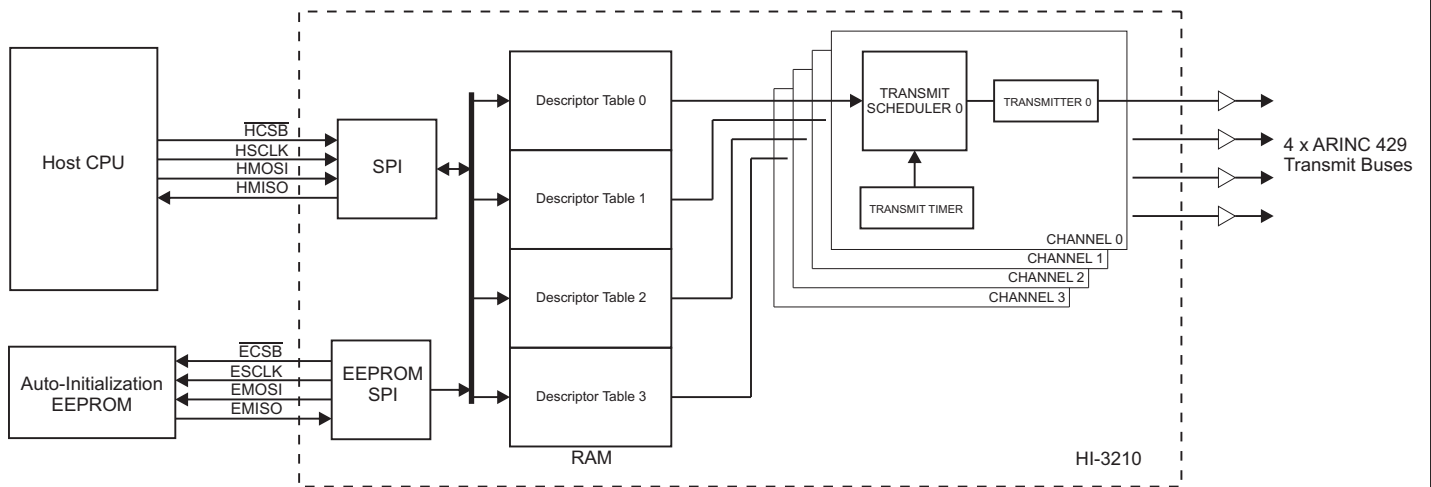 Host CPU
HCSB
HSCLK
HMOSI
HMISO
SPI
Auto-Initialization
EEPROM
ECSB
ESCLK
EMOSI
EMISO
EEPROM
SPI
Descriptor Table 0
Descriptor Table 1
Descriptor Table 2
Descriptor Table 3
RAM
TRANSMIT
SCHEDULER 0
TRANSMITTER 0
TRANSMIT TIMER
CHANNEL 0
CHANNEL 1
CHANNEL 2
CHANNEL 3
4 x ARINC 429
Transmit Buses
HI-3210